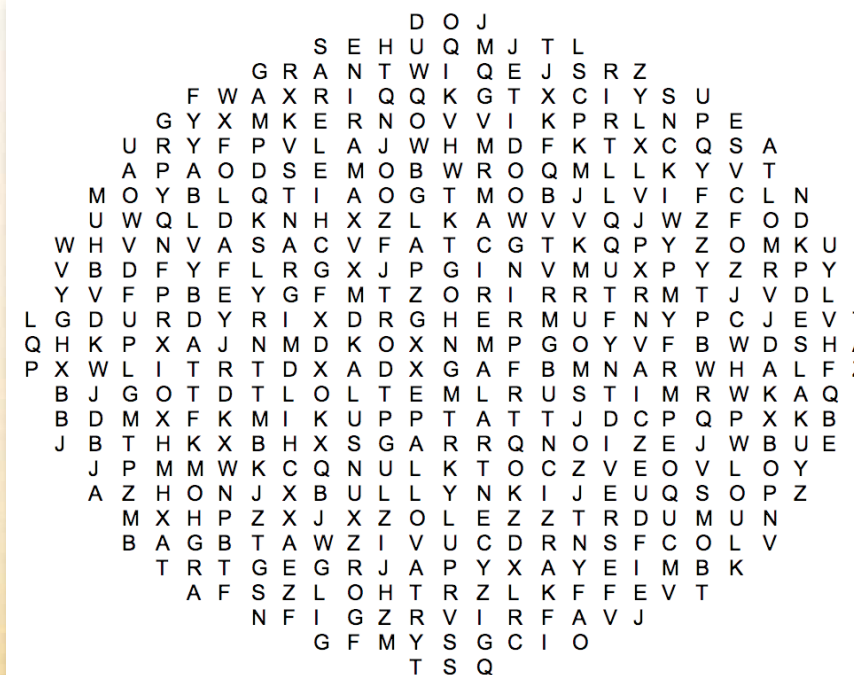 D O J
S E H U Q M J T L
G R A N T W I Q E J S R Z
F W A X R I Q Q K G T X C I Y S U
G Y X M K E R N O V V I K P R L N P E
U R Y F P V L A J W H M D F K T X C Q S A
A P A O D S E M O B W R O Q M L L K Y V T
M O Y B L Q T I A O G T M O B J L V I F C L N
U W Q L D K N H X Z L K A W V V Q J W Z F O D
W H V N V A S A C V F A T C G T K Q P Y Z O M K U
V B D F Y F L R G X J P G I N V M U X P Y Z R P Y
Y V F P B E Y G F M T Z O R I R R T R M T J V D L
L G D U R D Y R I X D R G H E R M U F N Y P C J E V
Q H K P X A J N M D K O X N M P G O Y V F B W D S H
P X W L I T R T D X A D X G A F B M N A R W H A L F
B J G O T D T L O L T E M L R U S T I M R W K A Q
B D M X F K M I K U P P T A T T J D C P Q P X K B
J B T H K X B H X S G A R R Q N O I Z E J W B U E
J P M M W K C Q N U L K T O C Z V E O V L O Y
A Z H O N J X B U L L Y N K I J E U Q S O P Z
M X H P Z X J X Z O L E Z Z T R D U M U N
B A G B T A W Z I V U C D R N S F C O L V
T R T G E G R J A P Y X A Y E I M B K
A F S Z L O H T R Z L K F F E V T
N F I G Z R V I R F A V J
G F M Y S G C I O
T S Q